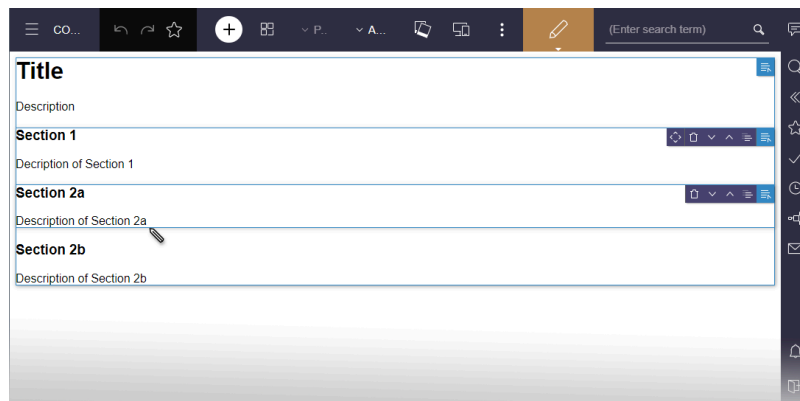 CO...
P..
A...
(Enter search term)
Title
Description
Section 1
Decription of Section 1
Section 2a
Description of Section 2a
Section 2b
Description of Section 2b